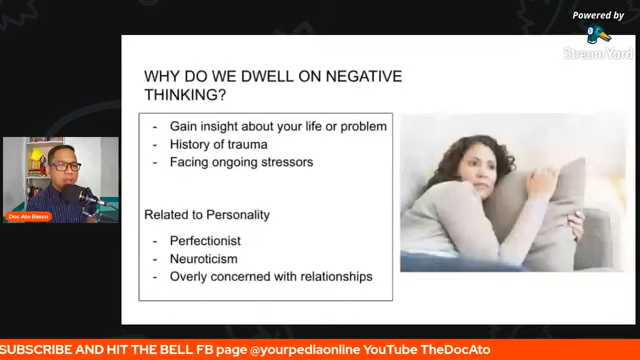 Powered by
StreamYard
WHY DO WE DWELL ON NEGATIVE
THINKING?
- Gain insight about your life or problem
- History of trauma
- Facing ongoing stressors
Related to Personality
- Perfectionist
- Neuroticism
- Overly concerned with relationships
Doc Ato Basco
SUBSCRIBE AND HIT THE BELL FB page @yourpediaonline YouTube TheDocAto